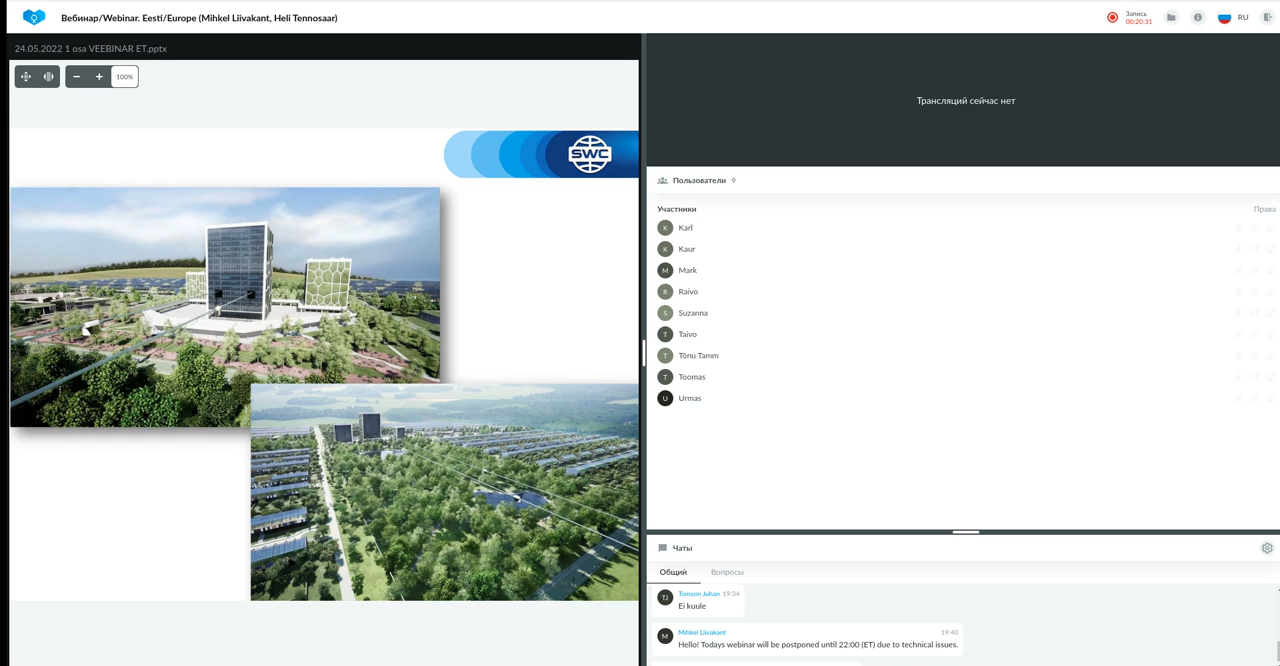 Вебинар/Webinar. Eesti/Europe (Mihkel Liivakant, Heli Tennosaar)
Запись
00:20:31
RU
24.05.2022 1 osa VEEBINAR ET.pptx
100%
SWC
Трансляций сейчас нет
Пользователи 9
Участники
Права
K Karl
K Kaur
M Mark
R Raivo
S Suzanna
T Taivo
T Tõnu Tamm
T Toomas
U Urmas
Чаты
Общий
Вопросы
TJ
Tomson Juhan 19:34
Ei kuule
M
Mihkel Liivakant 19:40
Hello! Todays webinar will be postponed until 22:00 (ET) due to technical issues.